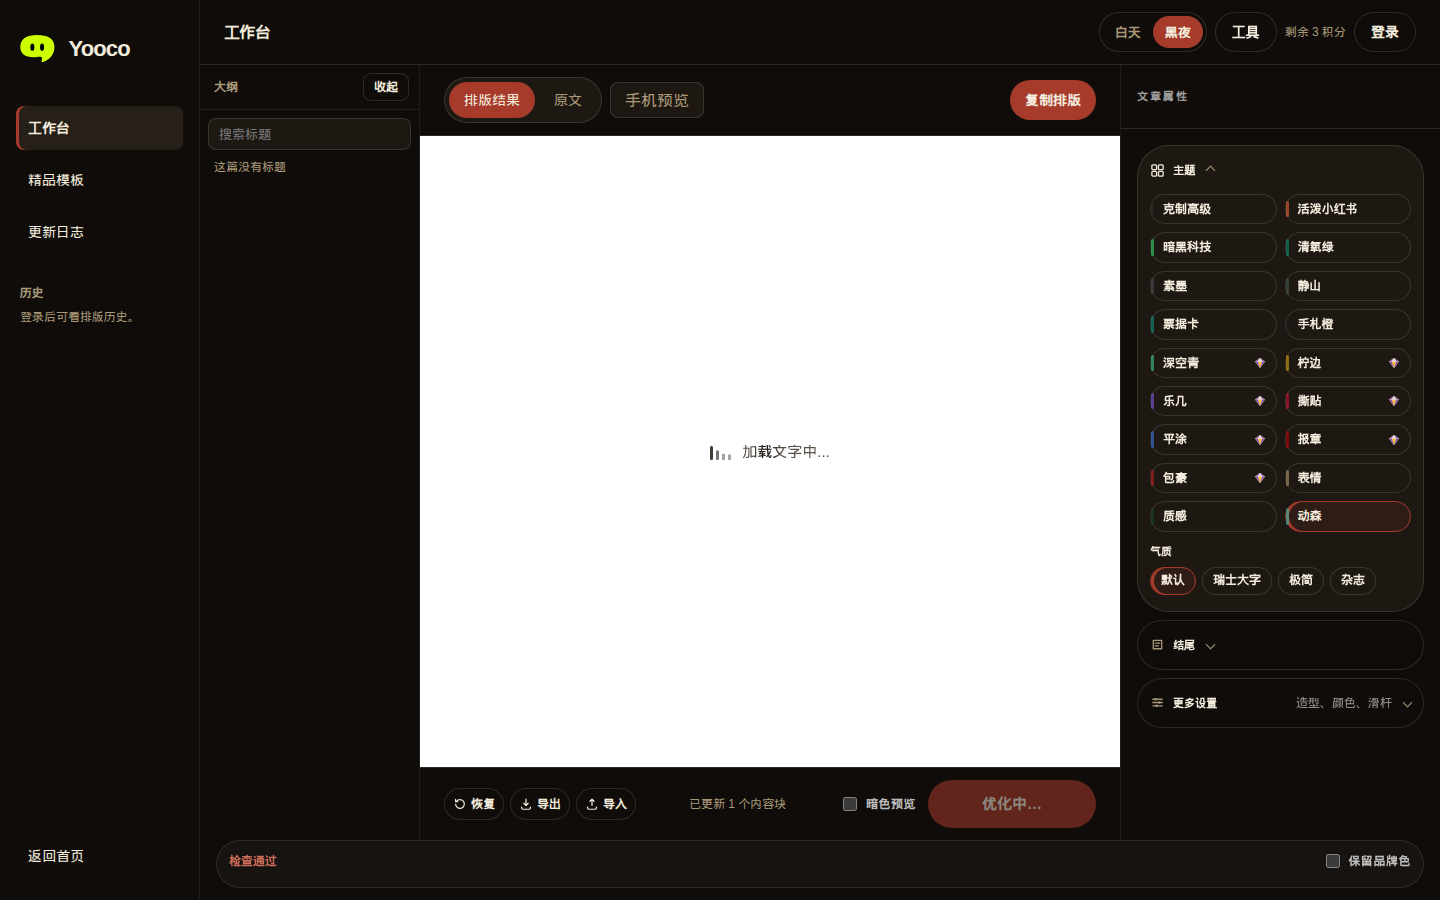 Yooco
工作台
精品模板
更新日志
历史
登录后可看排版历史。
返回首页
工作台
白天
黑夜
工具
剩余 3 积分
登录
大纲
收起
搜索标题
这篇没有标题
排版结果
原文
手机预览
复制排版
加载文字中...
恢复
导出
导入
已更新 1 个内容块
暗色预览
优化中...
文章属性
主题
克制高级
活泼小红书
暗黑科技
清氧绿
素墨
静山
票据卡
手札橙
深空青
柠边
乐几
撕贴
平涂
报章
包豪
表情
质感
动森
气质
默认
瑞士大字
极简
杂志
结尾
更多设置
造型、颜色、滑杆
检查通过
保留品牌色